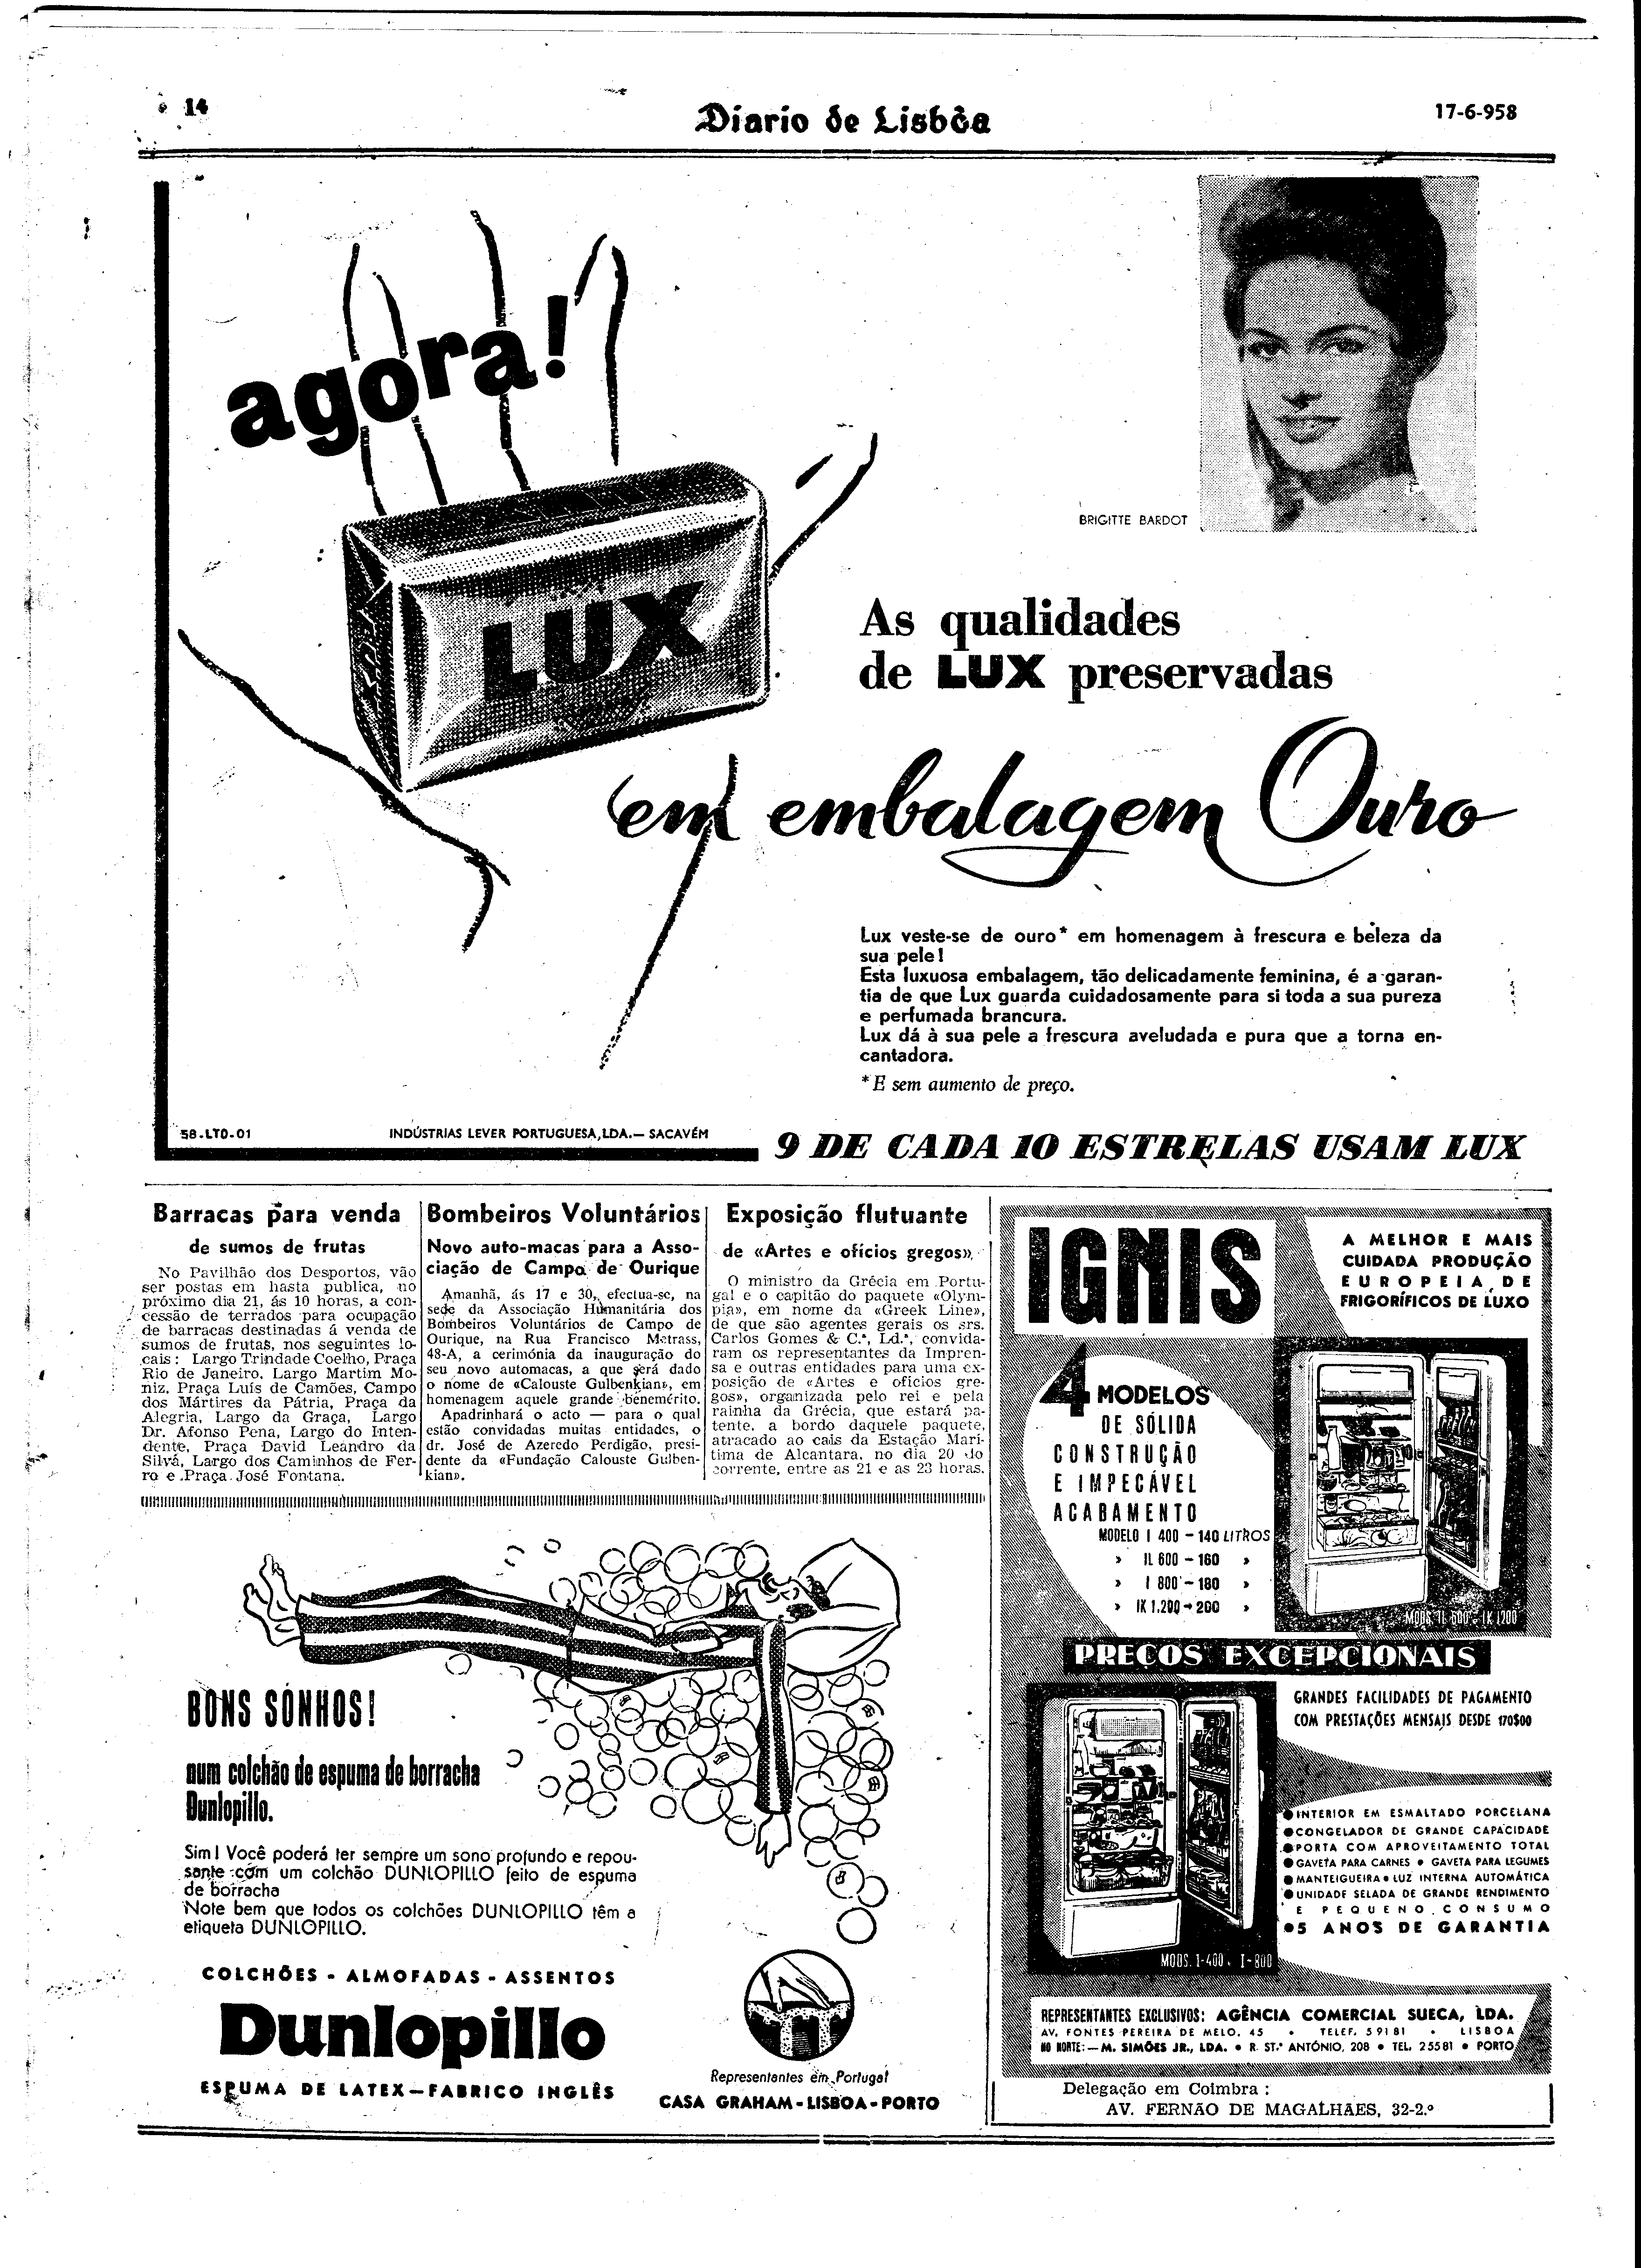 14
Diario de Lisbôa
17-6-958
agora!
LUX
LUX
BRIGITTE BARDOT
As qualidades
de LUX preservadas
em embalagem Ouro
Lux veste-se de ouro* em homenagem à frescura e beleza da
sua pele!
Esta luxuosa embalagem, tão delicadamente feminina, é a garan-
tia de que Lux guarda cuidadosamente para si toda a sua pureza
e perfumada brancura.
Lux dá à sua pele a frescura aveludada e pura que a torna en-
cantadora.
*E sem aumento de preço.
58-LTO-01
INDÚSTRIAS LEVER PORTUGUESA, LDA.— SACAVÉM
9 DE CADA 10 ESTRELAS USAM LUX
Barracas para venda
de sumos de frutas
No Pavilhão dos Desportos, vão
ser postas em hasta publica, no
próximo dia 21, ás 10 horas, a con-
cessão de terrados para ocupação
de barracas destinadas á venda de
sumos de frutas, nos seguintes lo-
cais: Largo Trindade Coelho, Praça
Rio de Janeiro, Largo Martim Mo-
niz, Praça Luís de Camões, Campo
dos Mártires da Pátria, Praça da
Alegria, Largo da Graça, Largo
Dr. Afonso Pena, Largo do Inten-
dente, Praça David Leandro da
Silva, Largo dos Caminhos de Fer-
ro e Praça José Fontana.
Bombeiros Voluntários
Novo auto-macas para a Asso-
ciação de Campo de Ourique
Amanhã, ás 17 e 30, efectua-se, na
sede da Associação Humanitária dos
Bombeiros Voluntários de Campo de
Ourique, na Rua Francisco Metrass,
48-A, a cerimónia da inauguração do
seu novo automacas, a que será dado
o nome de «Calouste Gulbenkian», em
homenagem aquele grande benemérito.
Apadrinhará o acto — para o qual
estão convidadas muitas entidades, o
dr. José de Azeredo Perdigão, presi-
dente da «Fundação Calouste Gulben-
kian».
Exposição flutuante
de «Artes e ofícios gregos»
O ministro da Grécia em Portu-
gal e o capitão do paquete «Olym-
pia», em nome da «Greek Line»,
de que são agentes gerais os srs.
Carlos Gomes & C.ª, Ld.ª, convida-
ram os representantes da Impren-
sa e outras entidades para uma ex-
posição de «Artes e oficios gre-
gos», organizada pelo rei e pela
rainha da Grécia, que estará pa-
tente, a bordo daquele paquete,
atracado ao cais da Estação Marí-
tima de Alcantara, no dia 20 do
corrente, entre as 21 e as 23 horas.
BONS SONHOS!
num colchão de espuma de borracha
Dunlopillo.
Sim! Você poderá ter sempre um sono profundo e repou-
sante com um colchão DUNLOPILLO feito de espuma
de borracha
Note bem que todos os colchões DUNLOPILLO têm a
etiqueta DUNLOPILLO.
COLCHÕES - ALMOFADAS - ASSENTOS
Dunlopillo
ESPUMA DE LATEX—FABRICO INGLÊS
Representantes em Portugal
CASA GRAHAM-LISBOA-PORTO
IGNIS
A MELHOR E MAIS
CUIDADA PRODUÇÃO
EUROPEIA DE
FRIGORÍFICOS DE LUXO
4 MODELOS
DE SÓLIDA
CONSTRUÇÃO
E IMPECÁVEL
ACABAMENTO
MODELO I 400 - 140 LITROS
» IL 600 - 160 »
» I 800 - 180 »
» IK 1.200 - 200 »
MODS. IL 600 - IK 1200
PREÇOS EXCEPCIONAIS
GRANDES FACILIDADES DE PAGAMENTO
COM PRESTAÇÕES MENSAIS DESDE 170$00
● INTERIOR EM ESMALTADO PORCELANA
● CONGELADOR DE GRANDE CAPACIDADE
● PORTA COM APROVEITAMENTO TOTAL
● GAVETA PARA CARNES ● GAVETA PARA LEGUMES
● MANTEIGUEIRA ● LUZ INTERNA AUTOMÁTICA
● UNIDADE SELADA DE GRANDE RENDIMENTO
E PEQUENO CONSUMO
● 5 ANOS DE GARANTIA
MODS. I-400 . I-800
REPRESENTANTES EXCLUSIVOS: AGÊNCIA COMERCIAL SUECA, LDA.
AV. FONTES PEREIRA DE MELO, 45 • TELEF. 59181 • LISBOA
NO NORTE:—M. SIMÕES JR., LDA. • R. ST.º ANTÓNIO, 208 • TEL. 25581 • PORTO
Delegação em Coimbra:
AV. FERNÃO DE MAGALHAES, 32-2.º